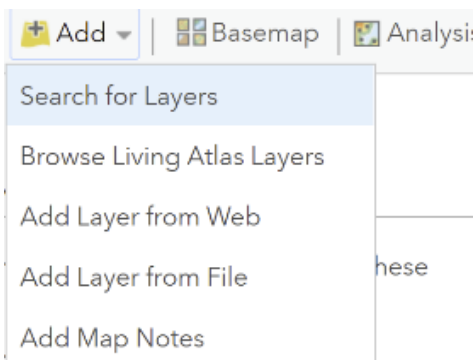 Add Basemap Analysis
Search for Layers
Browse Living Atlas Layers
Add Layer from Web
Add Layer from File
hese
Add Map Notes